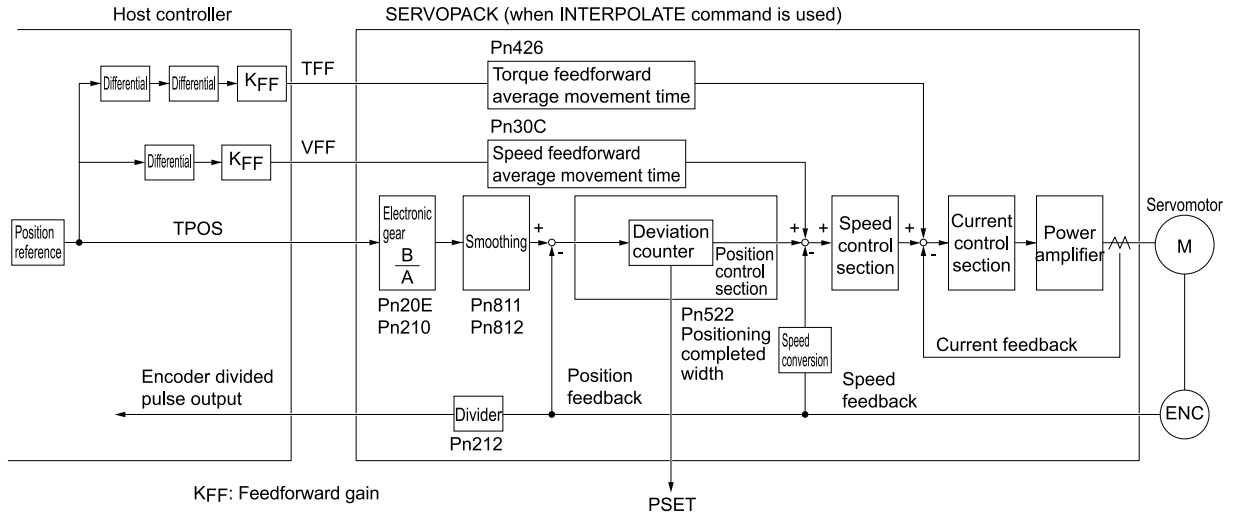 Host controller
SERVOPACK (when INTERPOLATE command is used)
Pn426
TFF
Differential
Differential
KFF
Torque feedforward
average movement time
Pn30C
VFF
Differential
KFF
Speed feedforward
average movement time
Position
reference
TPOS
Electronic
gear
B
A
Pn20E
Pn210
Smoothing
Pn811
Pn812
+
-
Deviation
counter
Position
control
section
Pn522
Positioning
completed
width
+
+
-
Speed
control
section
+
-
Current
control
section
Power
amplifier
Servomotor
M
Speed
conversion
Current feedback
Encoder divided
pulse output
Divider
Pn212
Position
feedback
Speed
feedback
ENC
KFF: Feedforward gain
PSET